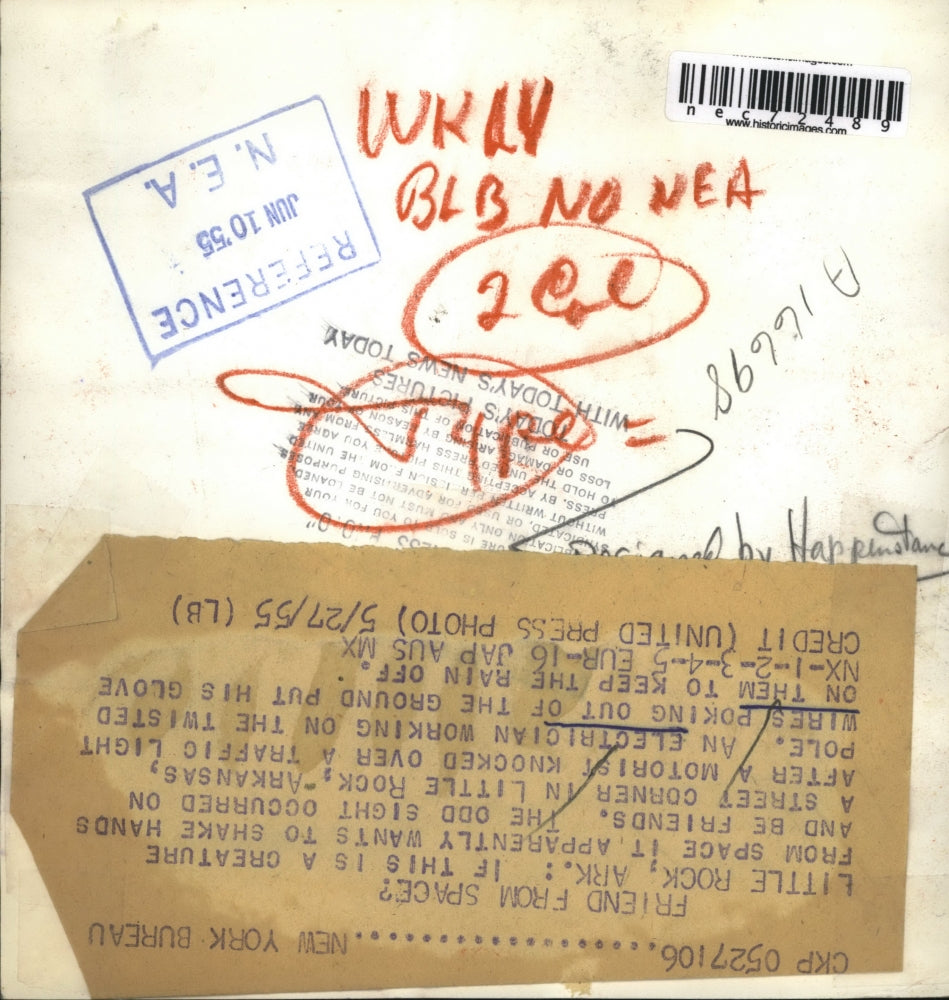 www.historicimages.com
nec72489
www.historicimages.com
WKLY
BLB NO NEA
2 Col
REFERENCE
JUN 10 '55
N. E. A.
A166798
WITH TODAY'S NEWS TODAY
TODAY'S PICTURES
by Happenstance
CKP 0527106....................NEW YORK BUREAU
FRIEND FROM SPACE?
LITTLE ROCK, ARK.: IF THIS IS A CREATURE
FROM SPACE IT APPARENTLY WANTS TO SHAKE HANDS
AND BE FRIENDS. THE ODD SIGHT OCCURRED ON
A STREET CORNER IN LITTLE ROCK, ARKANSAS,
AFTER A MOTORIST KNOCKED OVER A TRAFFIC LIGHT
POLE. AN ELECTRICIAN WORKING ON THE TWISTED
WIRES POKING OUT OF THE GROUND PUT HIS GLOVE
ON THEM TO KEEP THE RAIN OFF.
NX-1-2-3-4-5 EUR-16 JAP AUS MX
CREDIT (UNITED PRESS PHOTO) 5/27/55 (LB)